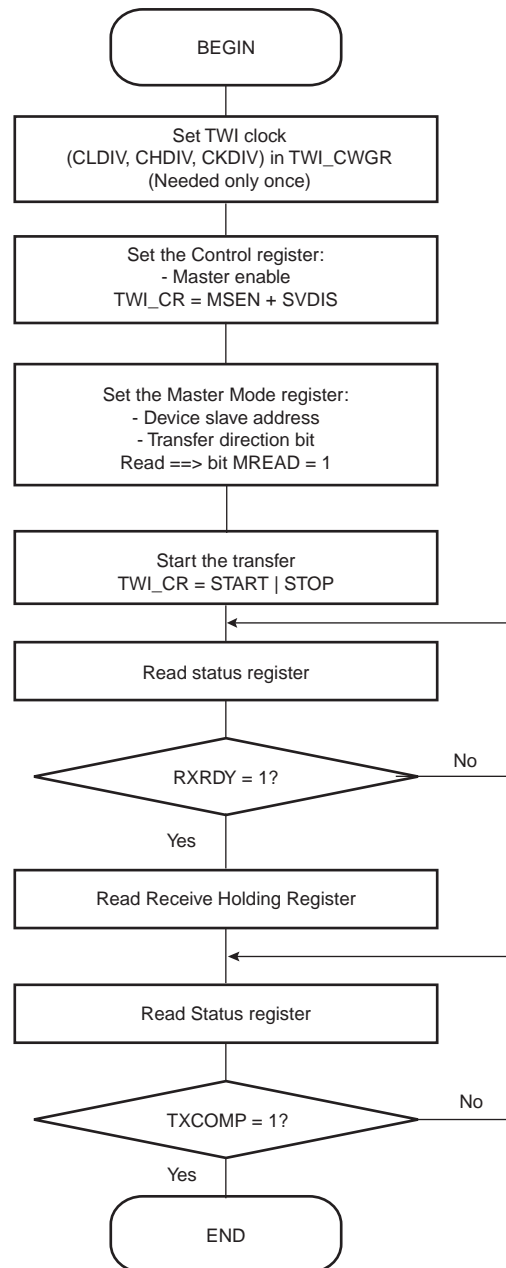 BEGIN
Set TWI clock
(CLDIV, CHDIV, CKDIV) in TWI_CWGR
(Needed only once)
Set the Control register:
- Master enable
TWI_CR = MSEN + SVDIS
Set the Master Mode register:
- Device slave address
- Transfer direction bit
Read ==> bit MREAD = 1
Start the transfer
TWI_CR = START | STOP
Read status register
RXRDY = 1?
No
Yes
Read Receive Holding Register
Read Status register
TXCOMP = 1?
No
Yes
END